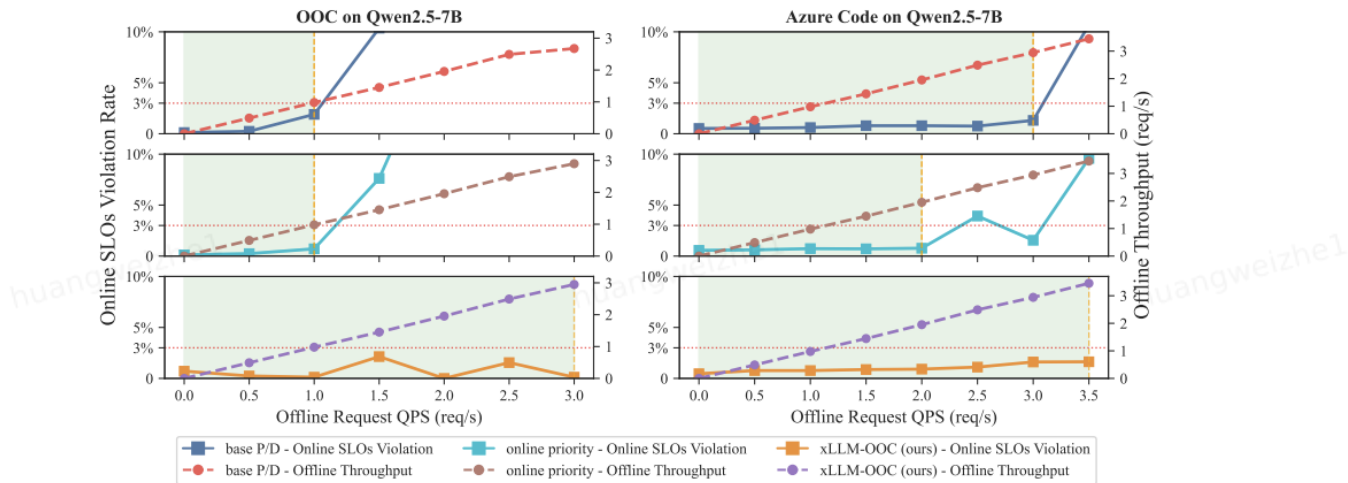 OOC on Qwen2.5-7B
Azure Code on Qwen2.5-7B
Online SLOs Violation Rate
Offline Throughput (req/s)
10%
5%
3%
0
3
2
1
0
10%
5%
3%
0
3
2
1
0
10%
5%
3%
0
3
2
1
0
10%
5%
3%
0
3
2
1
0
10%
5%
3%
0
3
2
1
0
10%
5%
3%
0
3
2
1
0
0.0 0.5 1.0 1.5 2.0 2.5 3.0
0.0 0.5 1.0 1.5 2.0 2.5 3.0 3.5
Offline Request QPS (req/s)
Offline Request QPS (req/s)
base P/D - Online SLOs Violation
online priority - Online SLOs Violation
xLLM-OOC (ours) - Online SLOs Violation
base P/D - Offline Throughput
online priority - Offline Throughput
xLLM-OOC (ours) - Offline Throughput
huangweizhe1
huangweizhe1
huangweizhe1